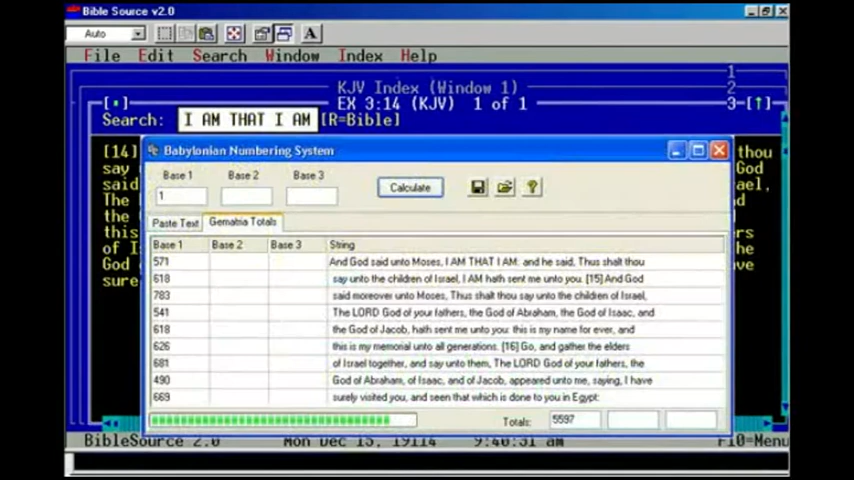 Bible Source v2.0
Auto A
File Edit Search Window Index Help
1
KJV Index (Window 1) 2
EX 3:14 (KJV) 1 of 1 3
Search: I AM THAT I AM [R=Bible]
[14] thou
say God
said ael,
The
the
this ers
of I he
God ve
sure
Babylonian Numbering System
Base 1 Base 2 Base 3
1
Calculate
Paste Text Gematria Totals
Base 1 Base 2 Base 3 String
571 And God said unto Moses, I AM THAT I AM: and he said, Thus shalt thou
618 say unto the children of Israel, I AM hath sent me unto you. [15] And God
783 said moreover unto Moses, Thus shalt thou say unto the children of Israel,
541 The LORD God of your fathers, the God of Abraham, the God of Isaac, and
618 the God of Jacob, hath sent me unto you: this is my name for ever, and
626 this is my memorial unto all generations. [16] Go, and gather the elders
681 of Israel together, and say unto them, The LORD God of your fathers, the
490 God of Abraham, of Isaac, and of Jacob, appeared unto me, saying, I have
669 surely visited you, and seen that which is done to you in Egypt:
Totals: 5597
BibleSource 2.0 Mon Dec 15, 19114 9:40:31 am F10=Menu